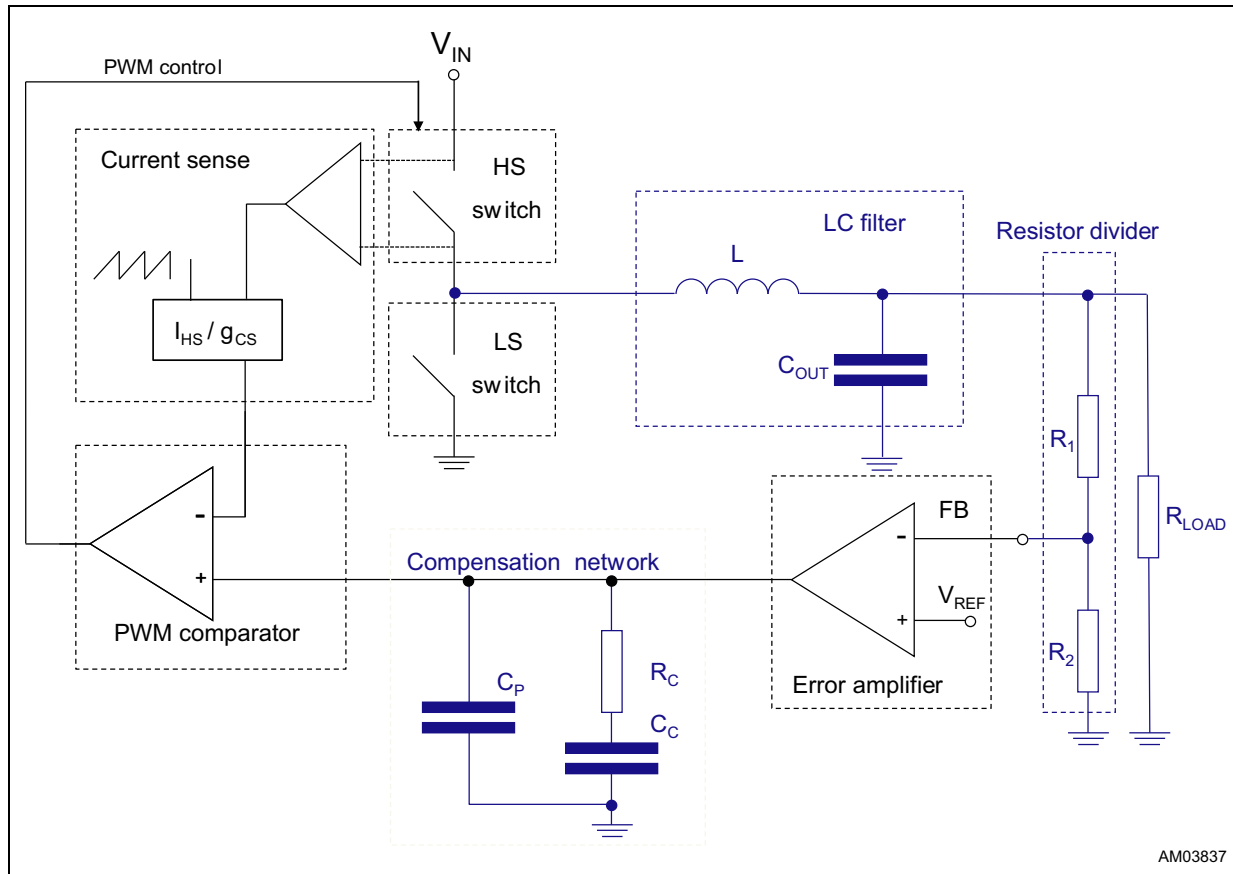 V_IN
PWM control
Current sense
HS
switch
LC filter
Resistor divider
L
I_HS / g_CS
LS
switch
C_OUT
R_1
FB
R_LOAD
-
-
Compensation network
V_REF
+
+
PWM comparator
R_2
R_C
Error amplifier
C_P
C_C
AM03837